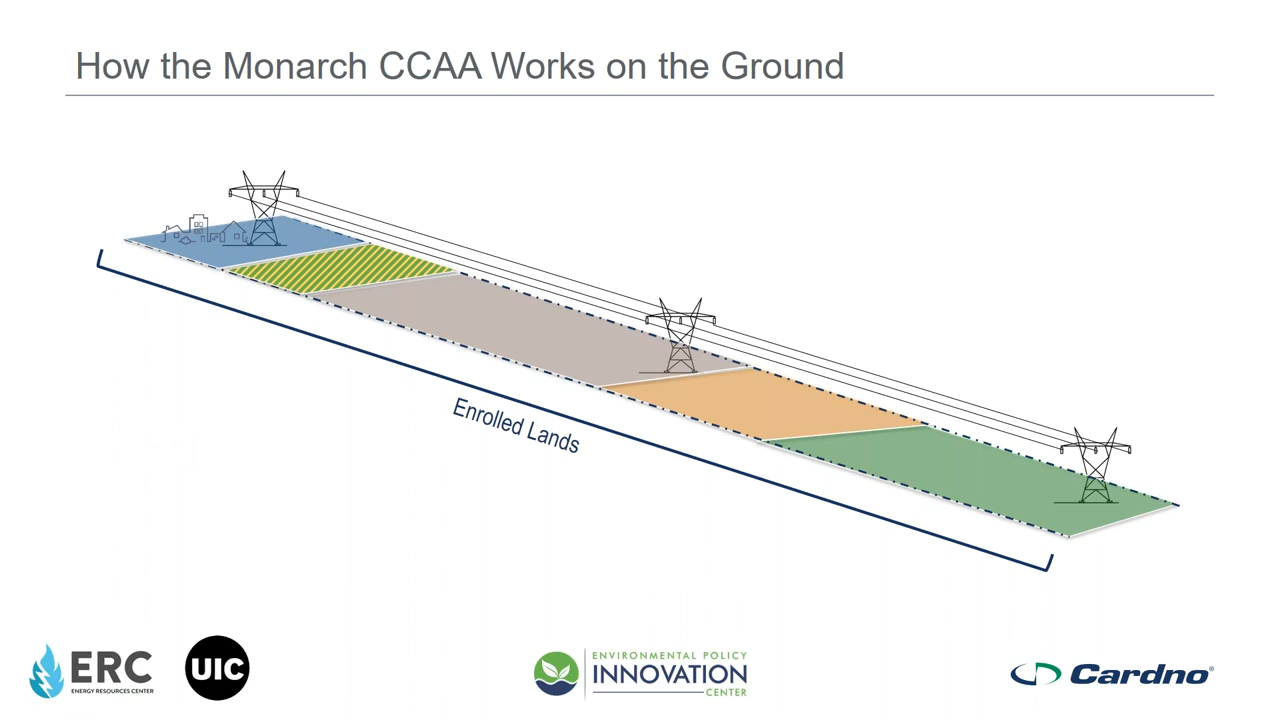 How the Monarch CCAA Works on the Ground
Enrolled Lands
ERC
ENERGY RESOURCES CENTER
UIC
ENVIRONMENTAL POLICY
INNOVATION
CENTER
Cardno®